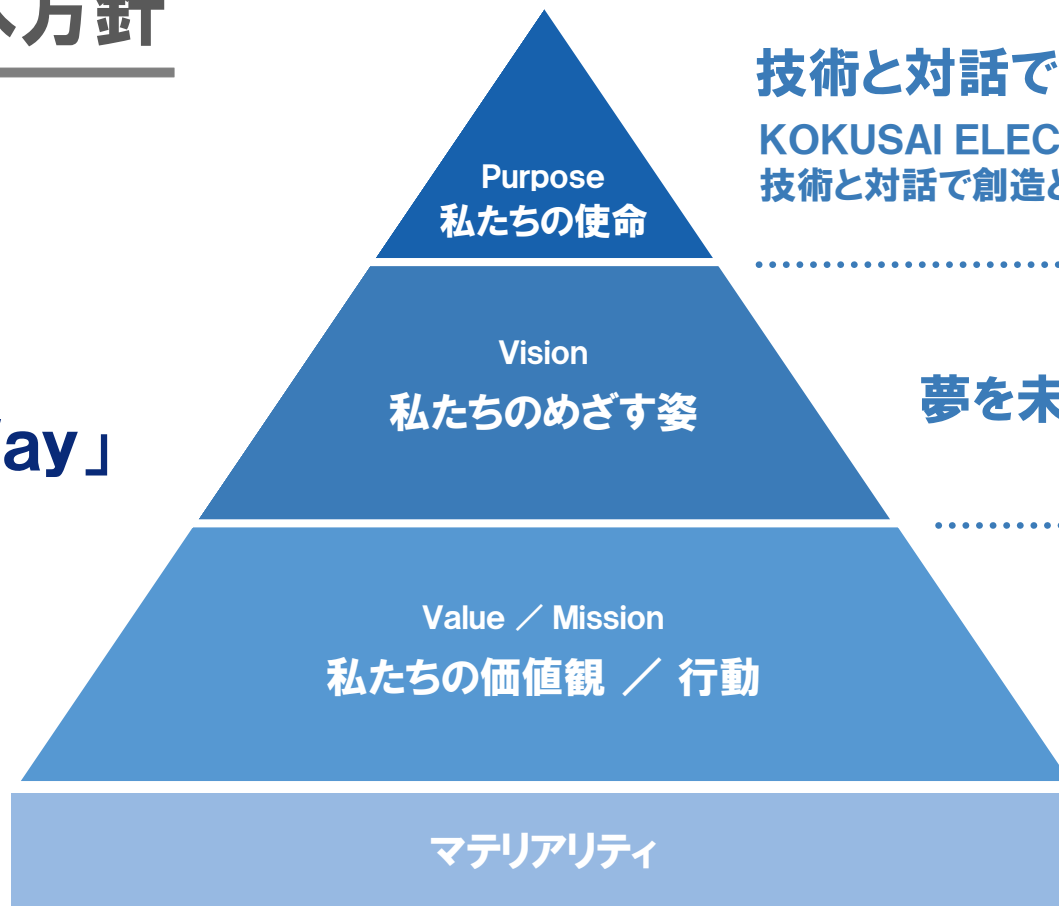 方針
技術と対話で
KOKUSAI ELEC
技術と対話で創造と
Purpose
私たちの使命
Vision
私たちのめざす姿
夢を未
Way」
Value ／ Mission
私たちの価値観 ／ 行動
マテリアリティ